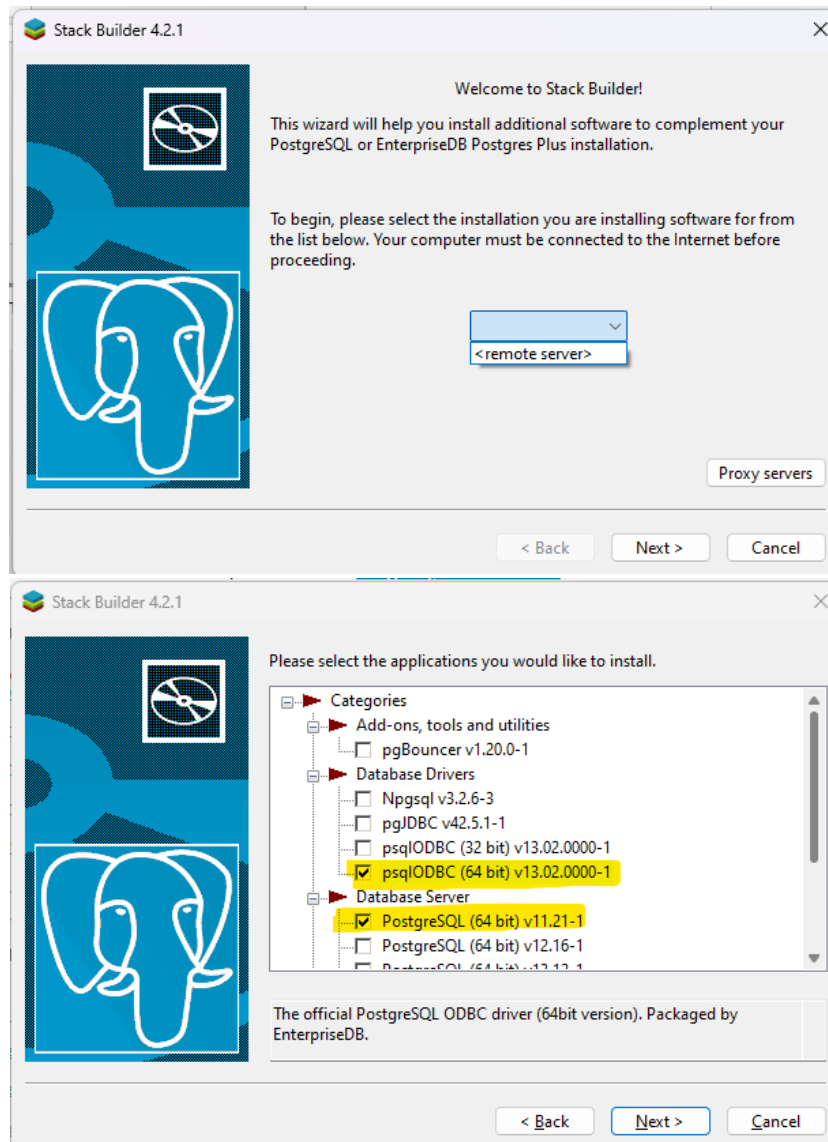 Stack Builder 4.2.1
Welcome to Stack Builder!
This wizard will help you install additional software to complement your
PostgreSQL or EnterpriseDB Postgres Plus installation.
To begin, please select the installation you are installing software for from
the list below. Your computer must be connected to the Internet before
proceeding.
<remote server>
Proxy servers
< Back
Next >
Cancel
Stack Builder 4.2.1
Please select the applications you would like to install.
Categories
Add-ons, tools and utilities
pgBouncer v1.20.0-1
Database Drivers
Npgsql v3.2.6-3
pgJDBC v42.5.1-1
psqlODBC (32 bit) v13.02.0000-1
psqlODBC (64 bit) v13.02.0000-1
Database Server
PostgreSQL (64 bit) v11.21-1
PostgreSQL (64 bit) v12.16-1
PostgreSQL (64 bit)
The official PostgreSQL ODBC driver (64bit version). Packaged by
EnterpriseDB.
< Back
Next >
Cancel